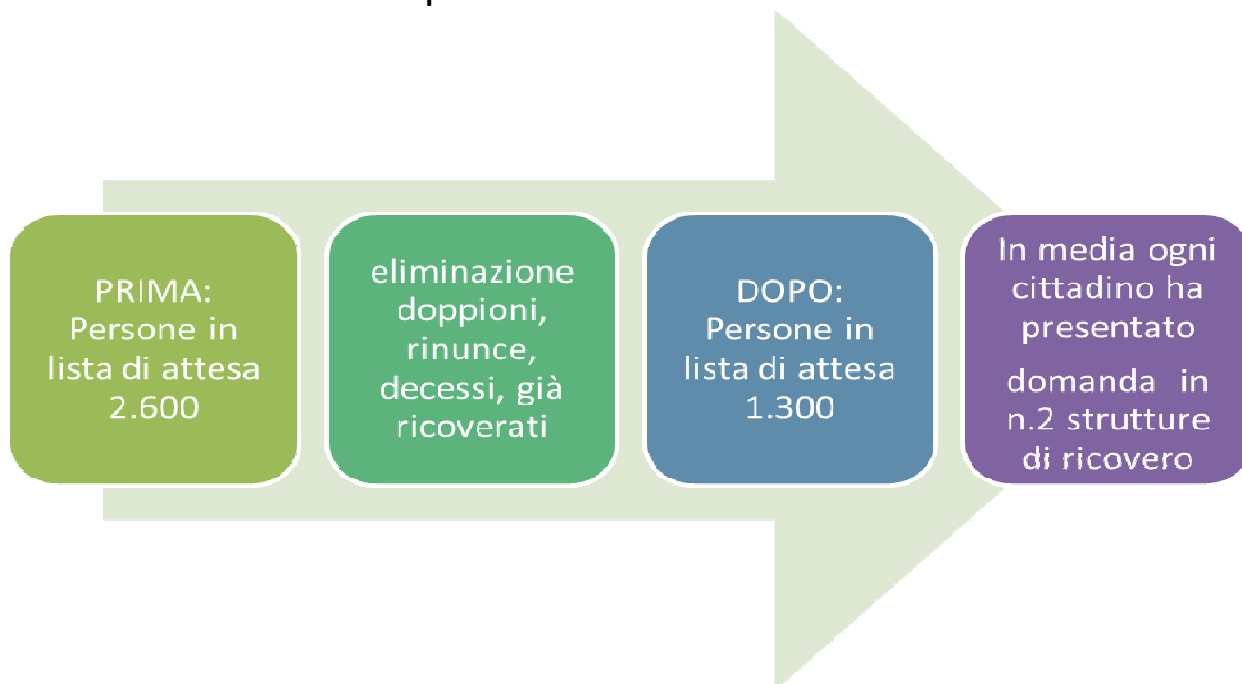 PRIMA:
Persone in
lista di attesa
2.600
eliminazione
doppioni,
rinunce,
decessi, già
ricoverati
DOPO:
Persone in
lista di attesa
1.300
In media ogni
cittadino ha
presentato
domanda in
n.2 strutture
di ricovero